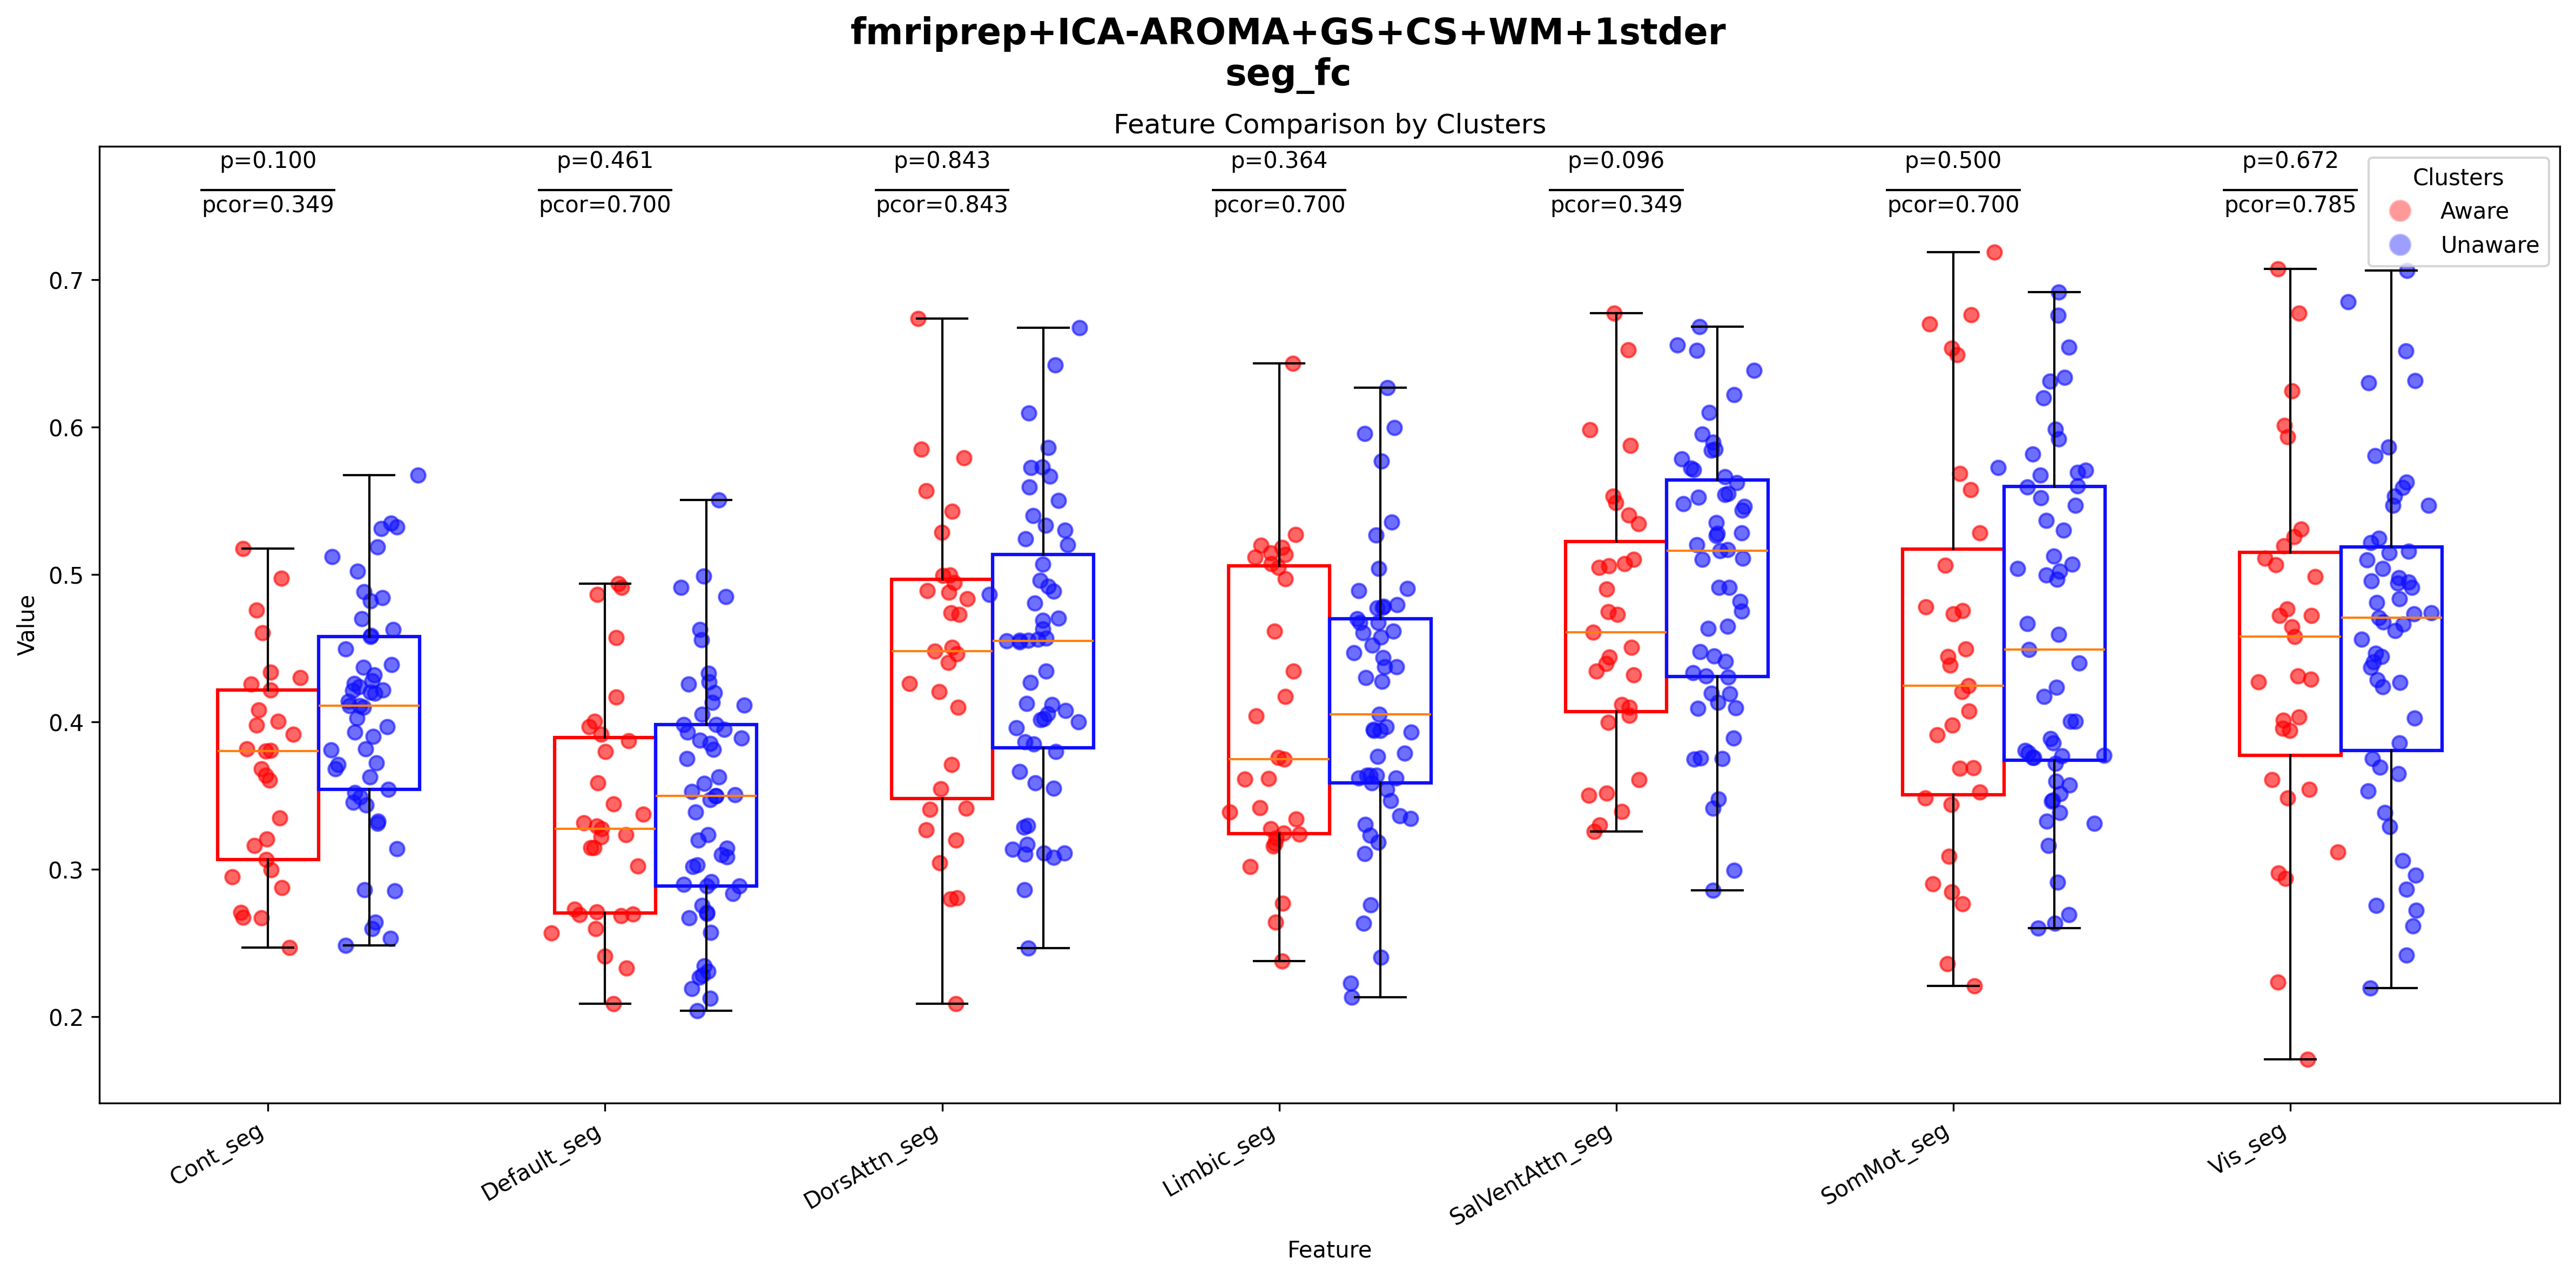 fmriprep+ICA-AROMA+GS+CS+WM+1stder
seg_fc
Feature Comparison by Clusters
p=0.100 p=0.461 p=0.843 p=0.364 p=0.096 p=0.500 p=0.672
pcor=0.349 pcor=0.700 pcor=0.843 pcor=0.700 pcor=0.349 pcor=0.700 pcor=0.785
Clusters
Aware
Unaware
Value
0.7
0.6
0.5
0.4
0.3
0.2
Cont_seg Default_seg DorsAttn_seg Limbic_seg SalVentAttn_seg SomMot_seg Vis_seg
Feature